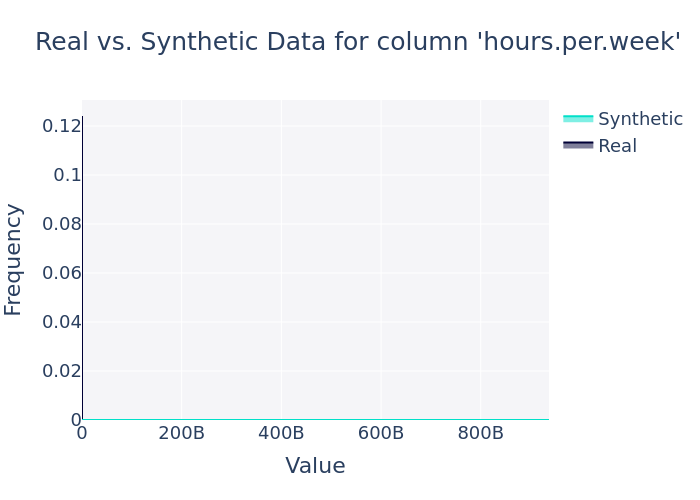 Real vs. Synthetic Data for column 'hours.per.week'
Synthetic
Real
Frequency
0.12
0.1
0.08
0.06
0.04
0.02
0
0
200B
400B
600B
800B
Value